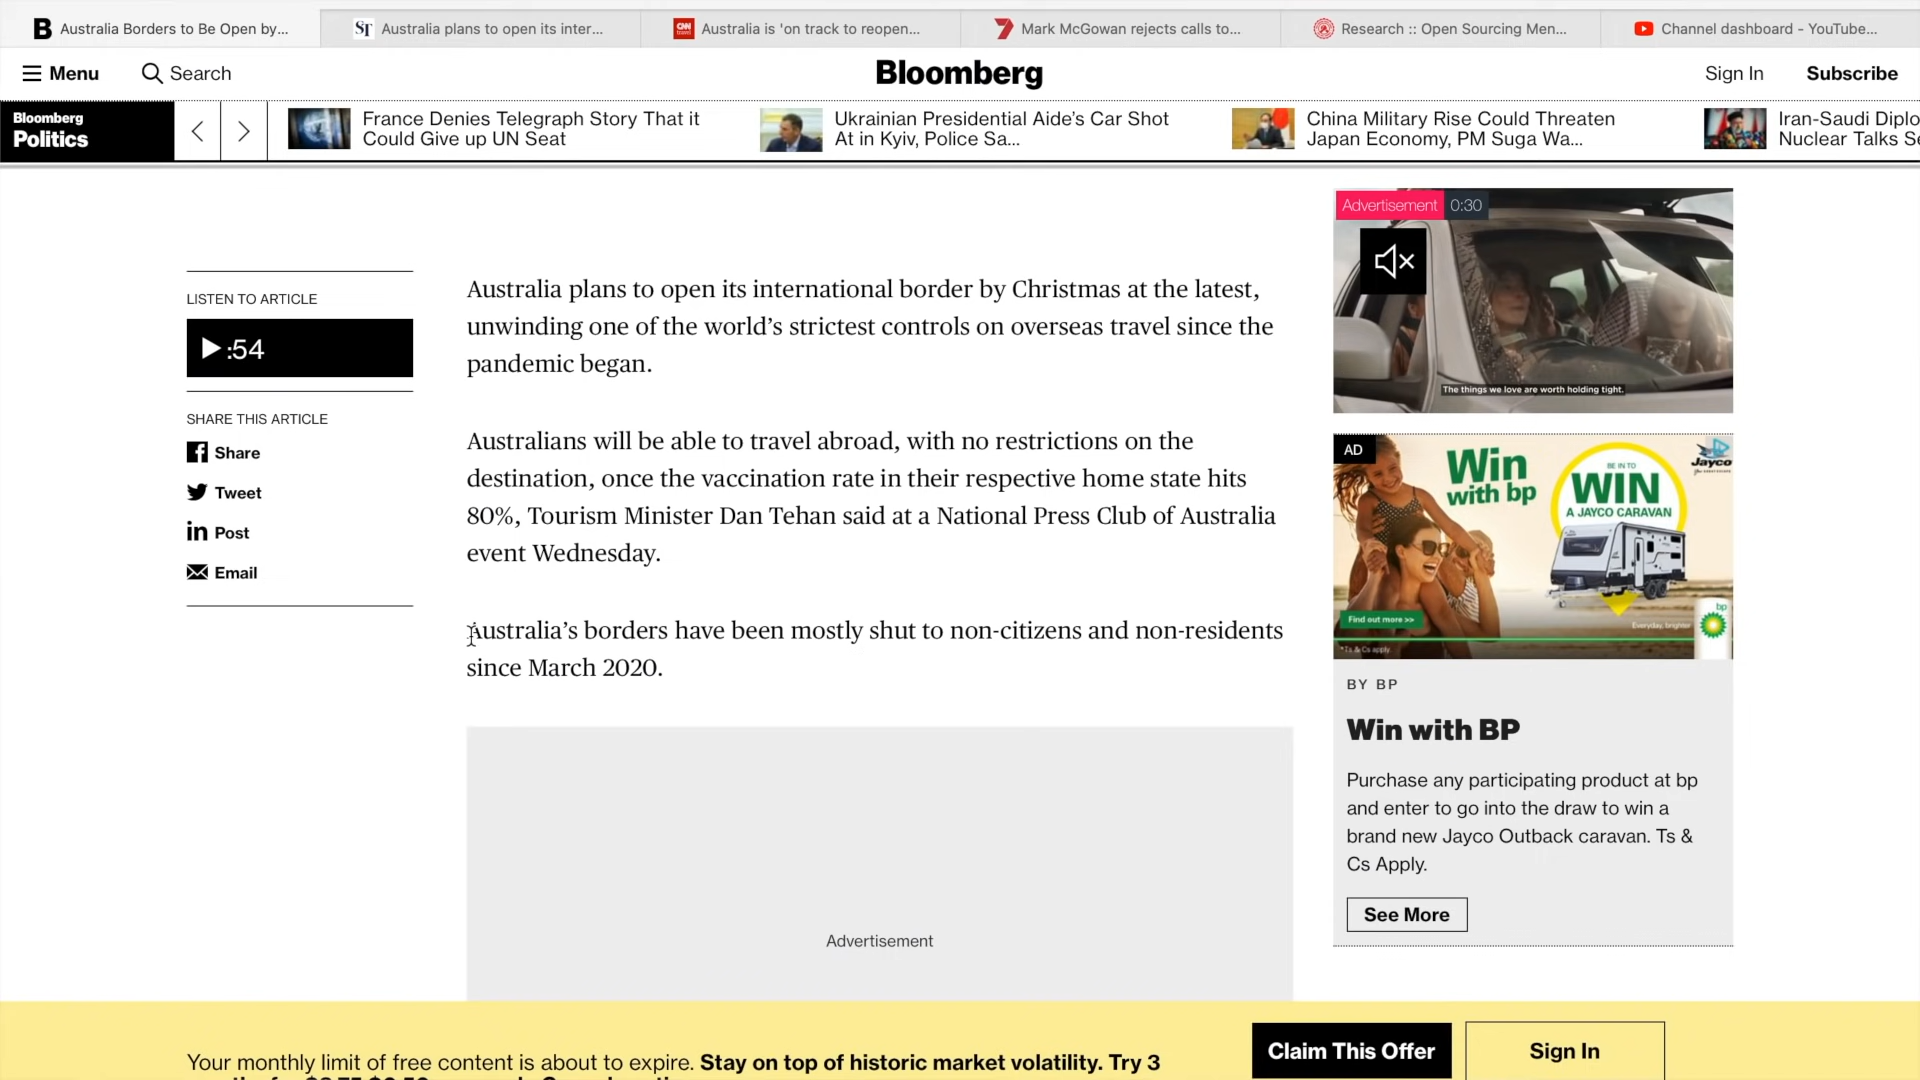 Australia Borders to Be Open by...
ST Australia plans to open its inter...
CNN travel Australia is 'on track to reopen...
Mark McGowan rejects calls to...
Research :: Open Sourcing Men...
Channel dashboard - YouTube...
Menu
Search
Bloomberg
Sign In
Subscribe
Bloomberg
Politics
France Denies Telegraph Story That it
Could Give up UN Seat
Ukrainian Presidential Aide's Car Shot
At in Kyiv, Police Sa...
China Military Rise Could Threaten
Japan Economy, PM Suga Wa...
Iran-Saudi Diplo
Nuclear Talks Se
LISTEN TO ARTICLE
:54
SHARE THIS ARTICLE
Share
Tweet
in Post
Email
Australia plans to open its international border by Christmas at the latest,
unwinding one of the world's strictest controls on overseas travel since the
pandemic began.
Australians will be able to travel abroad, with no restrictions on the
destination, once the vaccination rate in their respective home state hits
80%, Tourism Minister Dan Tehan said at a National Press Club of Australia
event Wednesday.
Australia's borders have been mostly shut to non-citizens and non-residents
since March 2020.
Advertisement
Advertisement 0:30
The things we love are worth holding tight.
AD
Win
with bp
BE IN TO
WIN
A JAYCO CARAVAN
Jayco
Find out more >>
*Ts & Cs apply.
Everyday, brighter
bp
BY BP
Win with BP
Purchase any participating product at bp
and enter to go into the draw to win a
brand new Jayco Outback caravan. Ts &
Cs Apply.
See More
Your monthly limit of free content is about to expire. Stay on top of historic market volatility. Try 3
Claim This Offer
Sign In